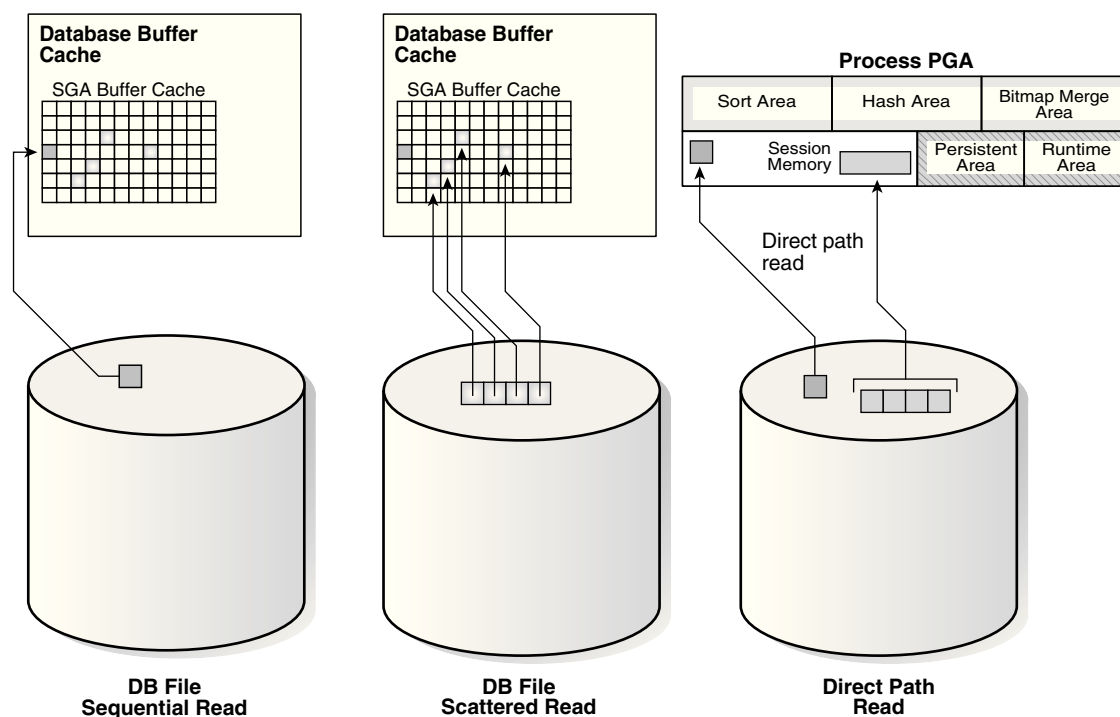 Database Buffer
Cache
SGA Buffer Cache
Database Buffer
Cache
SGA Buffer Cache
Process PGA
Sort Area
Hash Area
Bitmap Merge
Area
Session
Memory
Persistent
Area
Runtime
Area
Direct path
read
DB File
Sequential Read
DB File
Scattered Read
Direct Path
Read